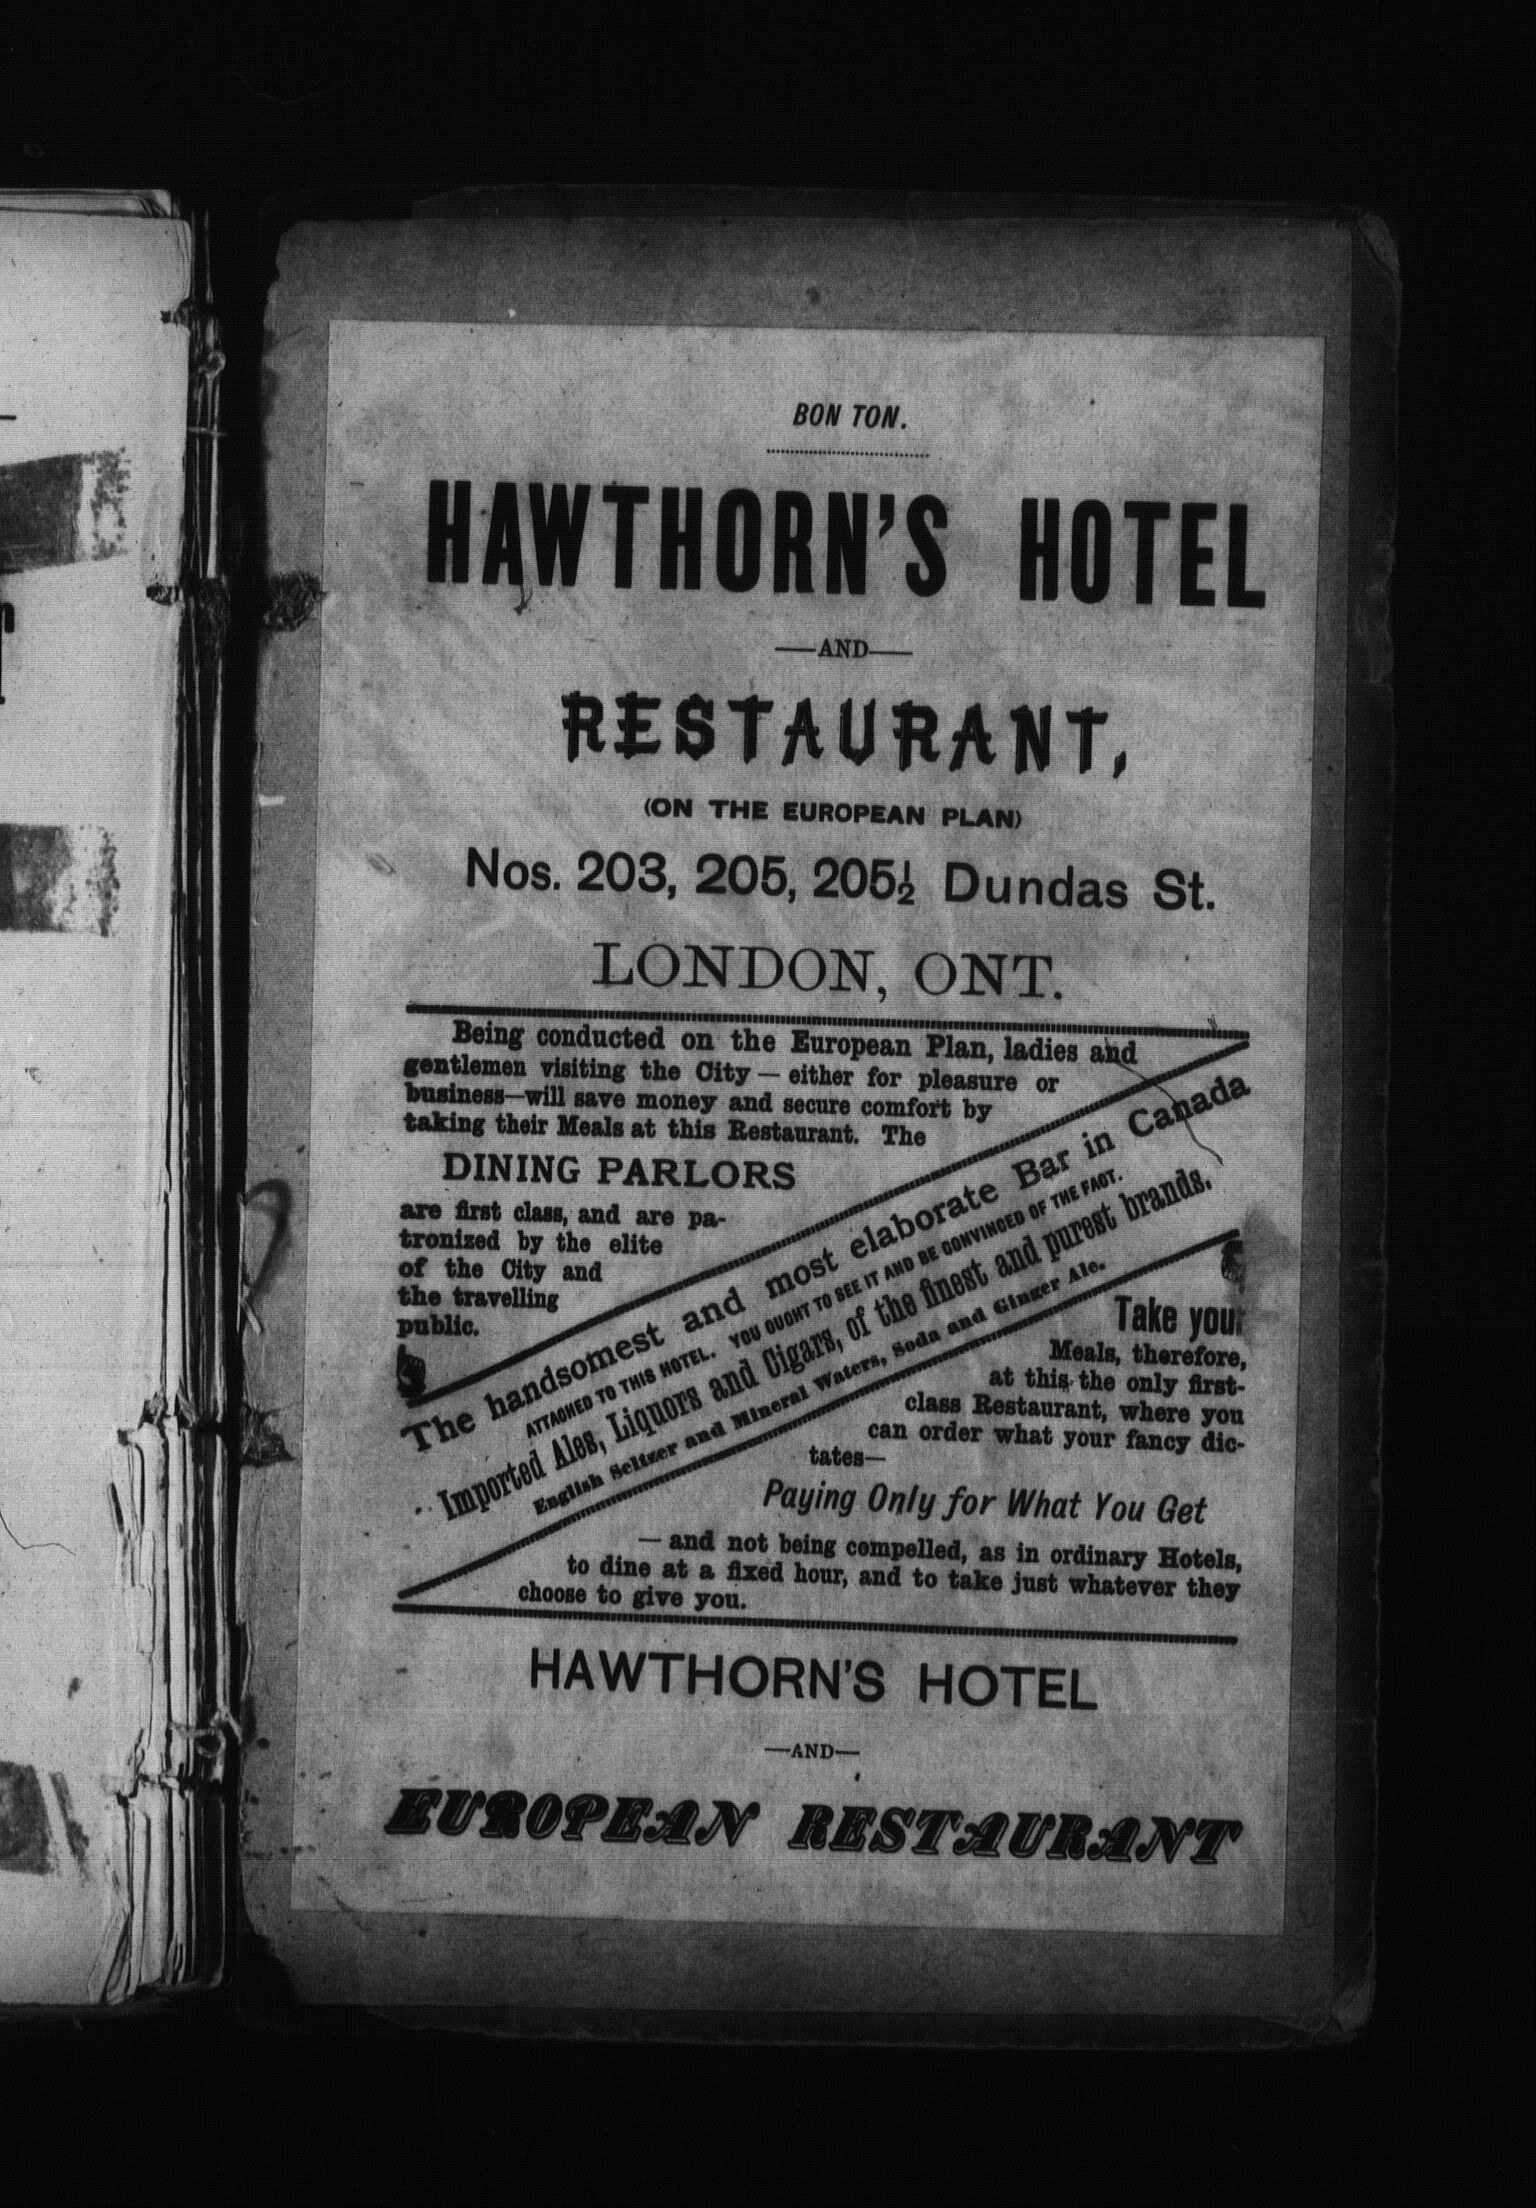 BON TON.
HAWTHORN'S HOTEL
—AND—
RESTAURANT,
(ON THE EUROPEAN PLAN)
Nos. 203, 205, 205½ Dundas St.
LONDON, ONT.
Being conducted on the European Plan, ladies and
gentlemen visiting the City — either for pleasure or
business—will save money and secure comfort by
taking their Meals at this Restaurant. The
DINING PARLORS
are first class, and are pa-
tronized by the elite
of the City and
the travelling
public.
The handsomest and most elaborate Bar in Canada
ATTACHED TO THIS HOTEL. YOU OUGHT TO SEE IT AND BE CONVINCED OF THE FACT.
Imported Ales, Liquors and Cigars, of the finest and purest brands.
English Seltzer and Mineral Waters, Soda and Ginger Ale.
Take your
Meals, therefore,
at this the only first-
class Restaurant, where you
can order what your fancy dic-
tates—
Paying Only for What You Get
— and not being compelled, as in ordinary Hotels,
to dine at a fixed hour, and to take just whatever they
choose to give you.
HAWTHORN'S HOTEL
—AND—
EUROPEAN RESTAURANT